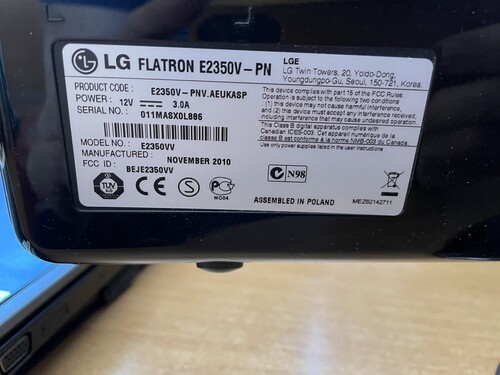 LG FLATRON E2350V-PN
PRODUCT CODE : E2350V-PNV.AEUKASP
POWER : 12V ⎓ 3.0A
SERIAL NO. : 011MASX0L886
MODEL NO. : E2350VV
MANUFACTURED : NOVEMBER 2010
FCC ID : BEJE2350VV
TUV
CE
S
PC
MO04
LGE
LG Twin Towers, 20, Yoido-Dong,
Youngdungpo-Gu, Seoul, 150-721, Korea.
This device complies with part 15 of the FCC Rules.
Operation is subject to the following two conditions:
(1) this device may cause harmful interference,
and (2) must accept any interference received,
including interference that may cause
undesired operation.
This Class B digital apparatus complies with
Canadian ICES-003. Cet appareil numérique de la
classe B est conforme à la norme NMB-003 du Canada.
Use only power supplies listed in the user instructions.
C N98
ASSEMBLED IN POLAND
MEZ62142711